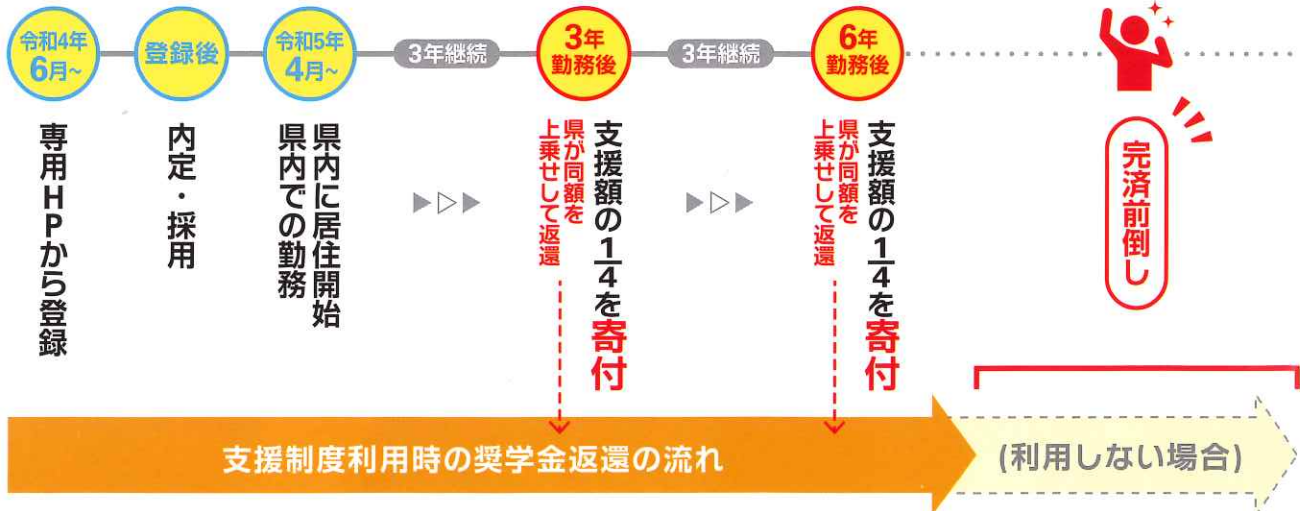 令和4年
6月~
登録後
令和5年
4月~
3年継続
3年
勤務後
3年継続
6年
勤務後
専用HPから登録
内定・採用
県内に居住開始
県内での勤務
支援額の1/4を寄付
県が同額を
上乗せして返還
支援額の1/4を寄付
県が同額を
上乗せして返還
完済前倒し
支援制度利用時の奨学金返還の流れ
(利用しない場合)